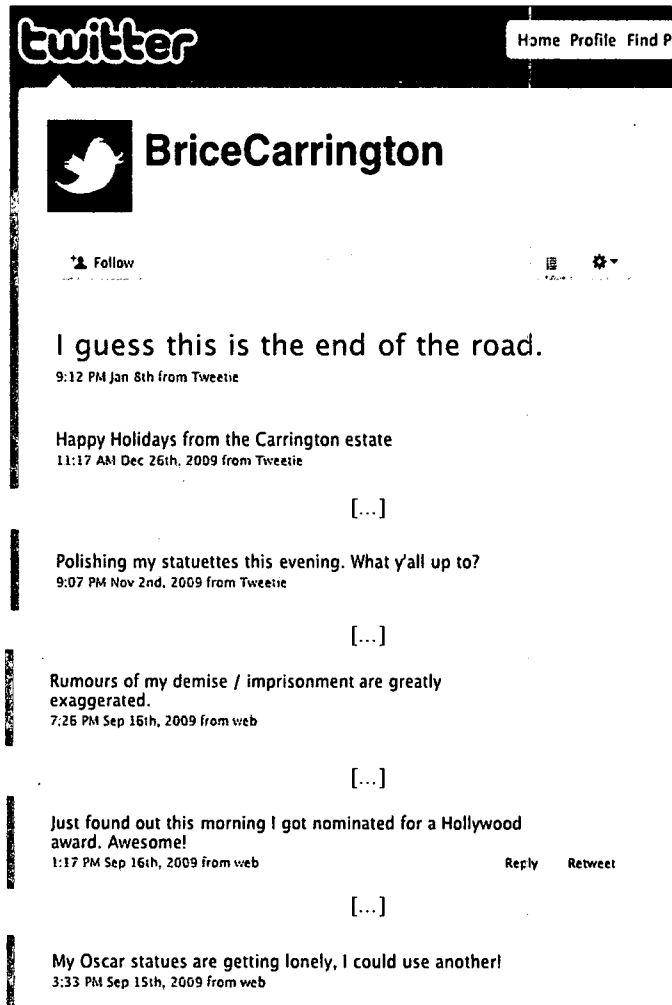 twitter
Home Profile Find P
BriceCarrington
Follow
I guess this is the end of the road.
9:12 PM Jan 8th from Tweetie
Happy Holidays from the Carrington estate
11:17 AM Dec 26th, 2009 from Tweetie
[...]
Polishing my statuettes this evening. What y'all up to?
9:07 PM Nov 2nd, 2009 from Tweetie
[...]
Rumours of my demise / imprisonment are greatly
exaggerated.
7:26 PM Sep 16th, 2009 from web
[...]
Just found out this morning I got nominated for a Hollywood
award. Awesome!
1:17 PM Sep 16th, 2009 from web
Reply Retweet
[...]
My Oscar statues are getting lonely, I could use another!
3:33 PM Sep 15th, 2009 from web